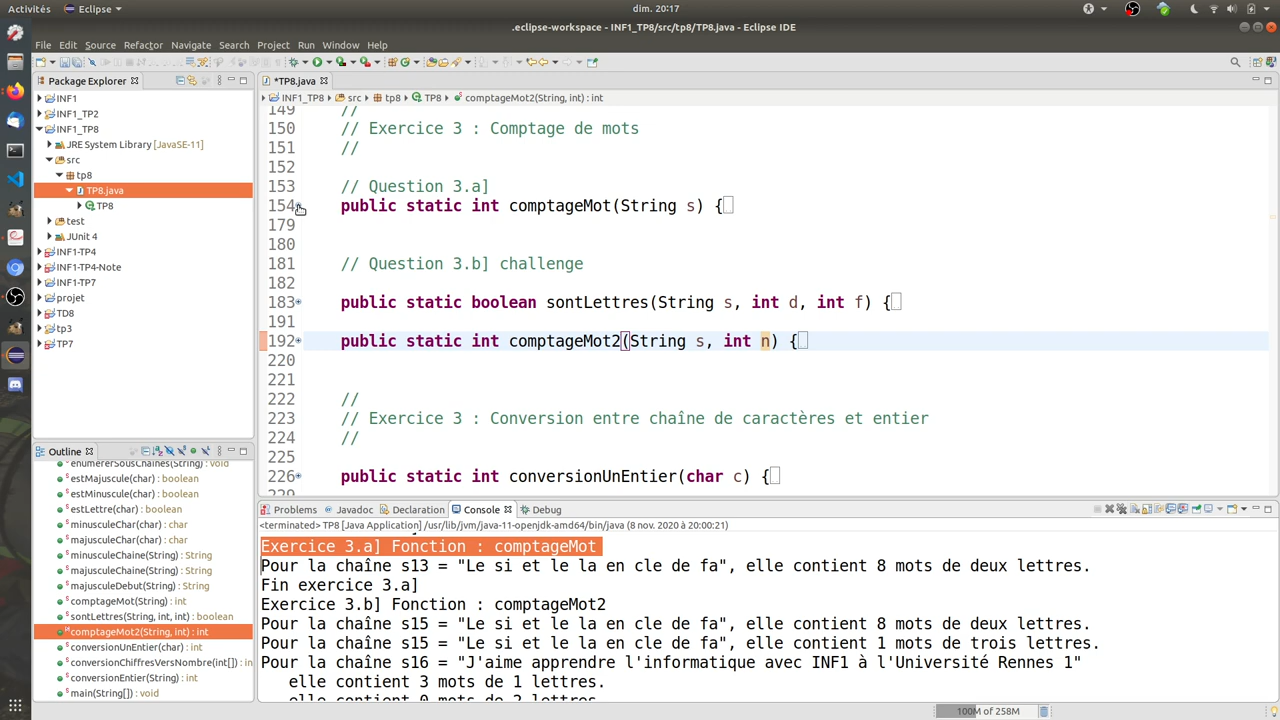 Activités Eclipse dim. 20:17
.eclipse-workspace - INF1_TP8/src/tp8/TP8.java - Eclipse IDE
File Edit Source Refactor Navigate Search Project Run Window Help
Package Explorer
INF1
INF1_TP2
INF1_TP8
JRE System Library [JavaSE-11]
src
tp8
TP8.java
TP8
test
JUnit 4
INF1-TP4
INF1-TP4-Note
INF1-TP7
projet
TD8
tp3
TP7
Outline
enumererSousChaines(String) : void
estMajuscule(char) : boolean
estMinuscule(char) : boolean
estLettre(char) : boolean
minusculeChar(char) : char
majusculeChar(char) : char
minusculeChaine(String) : String
majusculeChaine(String) : String
majusculeDebut(String) : String
comptageMot(String) : int
sontLettres(String, int, int) : boolean
comptageMot2(String, int) : int
conversionUnEntier(char) : int
conversionChiffresVersNombre(int[]) : in
conversionEntier(String) : int
main(String[]) : void
*TP8.java
INF1_TP8 src tp8 TP8 comptageMot2(String, int) : int
149 //
150 // Exercice 3 : Comptage de mots
151 //
152
153 // Question 3.a]
154 public static int comptageMot(String s) {
179
180
181 // Question 3.b] challenge
182
183 public static boolean sontLettres(String s, int d, int f) {
191
192 public static int comptageMot2(String s, int n) {
220
221
222 //
223 // Exercice 3 : Conversion entre chaîne de caractères et entier
224 //
225
226 public static int conversionUnEntier(char c) {
229
Problems Javadoc Declaration Console Debug
<terminated> TP8 [Java Application] /usr/lib/jvm/java-11-openjdk-amd64/bin/java (8 nov. 2020 à 20:00:21)
Exercice 3.a] Fonction : comptageMot
Pour la chaîne s13 = "Le si et le la en cle de fa", elle contient 8 mots de deux lettres.
Fin exercice 3.a]
Exercice 3.b] Fonction : comptageMot2
Pour la chaîne s15 = "Le si et le la en cle de fa", elle contient 8 mots de deux lettres.
Pour la chaîne s15 = "Le si et le la en cle de fa", elle contient 1 mots de trois lettres.
Pour la chaîne s16 = "J'aime apprendre l'informatique avec INF1 à l'Université Rennes 1"
elle contient 3 mots de 1 lettres.
elle contient 0 mots de 2 lettres.
100M of 258M